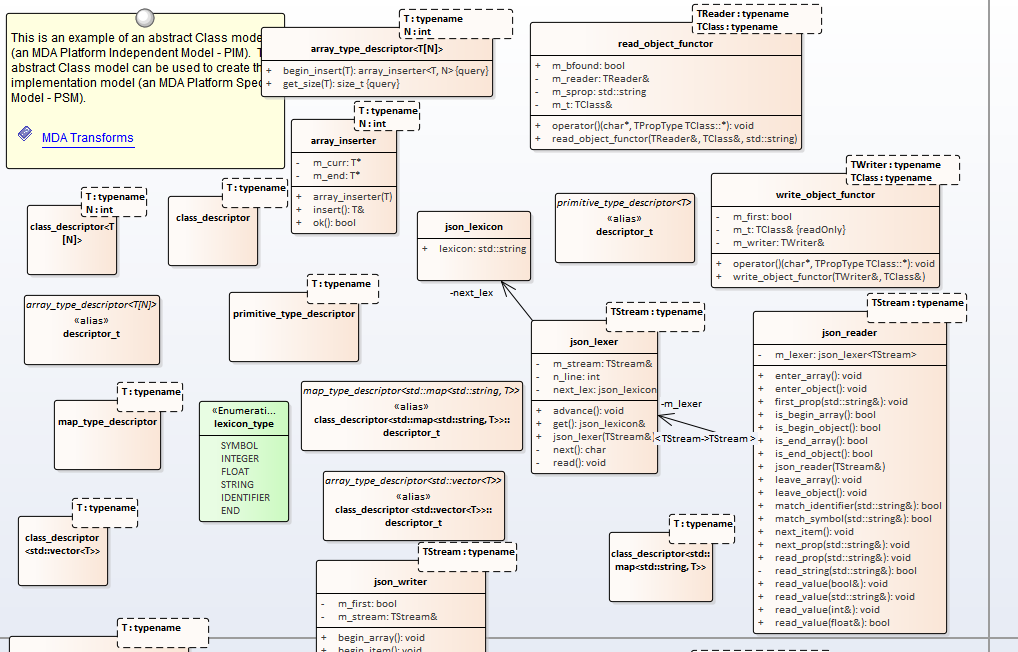 This is an example of an abstract Class mode
(an MDA Platform Independent Model - PIM). T
abstract Class model can be used to create th
implementation model (an MDA Platform Spec
Model - PSM).
MDA Transforms
T : typename
N : int
array_type_descriptor<T[N]>
+ begin_insert(T): array_inserter<T, N> {query}
+ get_size(T): size_t {query}
TReader : typename
TClass : typename
read_object_functor
+ m_bfound: bool
- m_reader: TReader&
- m_sprop: std::string
- m_t: TClass&
+ operator()(char*, TPropType TClass::*): void
+ read_object_functor(TReader&, TClass&, std::string)
T : typename
N : int
array_inserter
- m_curr: T*
- m_end: T*
+ array_inserter(T)
+ insert(): T&
+ ok(): bool
T : typename
N : int
class_descriptor<T
[N]>
T : typename
class_descriptor
json_lexicon
+ lexicon: std::string
primitive_type_descriptor<T>
«alias»
descriptor_t
TWriter : typename
TClass : typename
write_object_functor
- m_first: bool
- m_t: TClass& {readOnly}
- m_writer: TWriter&
+ operator()(char*, TPropType TClass::*): void
+ write_object_functor(TWriter&, TClass&)
-next_lex
array_type_descriptor<T[N]>
«alias»
descriptor_t
T : typename
primitive_type_descriptor
TStream : typename
json_lexer
- m_stream: TStream&
- n_line: int
- next_lex: json_lexicon
+ advance(): void
+ get(): json_lexicon&
+ json_lexer(TStream&)
- next(): char
- read(): void
-m_lexer
<TStream->TStream >
TStream : typename
json_reader
- m_lexer: json_lexer<TStream>
+ enter_array(): void
+ enter_object(): void
+ first_prop(std::string&): void
+ is_begin_array(): bool
+ is_begin_object(): bool
+ is_end_array(): bool
+ is_end_object(): bool
+ json_reader(TStream&)
+ leave_array(): void
+ leave_object(): void
+ match_identifier(std::string&): bool
+ match_symbol(std::string&): bool
+ next_item(): void
+ next_prop(std::string&): void
+ read_prop(std::string&): void
- read_string(std::string&): bool
+ read_value(bool&): void
+ read_value(std::string&): void
+ read_value(int&): void
+ read_value(float&): bool
T : typename
map_type_descriptor
«Enumerati...
lexicon_type
SYMBOL
INTEGER
FLOAT
STRING
IDENTIFIER
END
map_type_descriptor<std::map<std::string, T>>
«alias»
class_descriptor<std::map<std::string, T>>::
descriptor_t
array_type_descriptor<std::vector<T>>
«alias»
class_descriptor <std::vector<T>>::
descriptor_t
T : typename
class_descriptor
<std::vector<T>>
T : typename
class_descriptor<std::
map<std::string, T>>
TStream : typename
json_writer
- m_first: bool
- m_stream: TStream&
+ begin_array(): void
+ begin_item(): void
T : typename